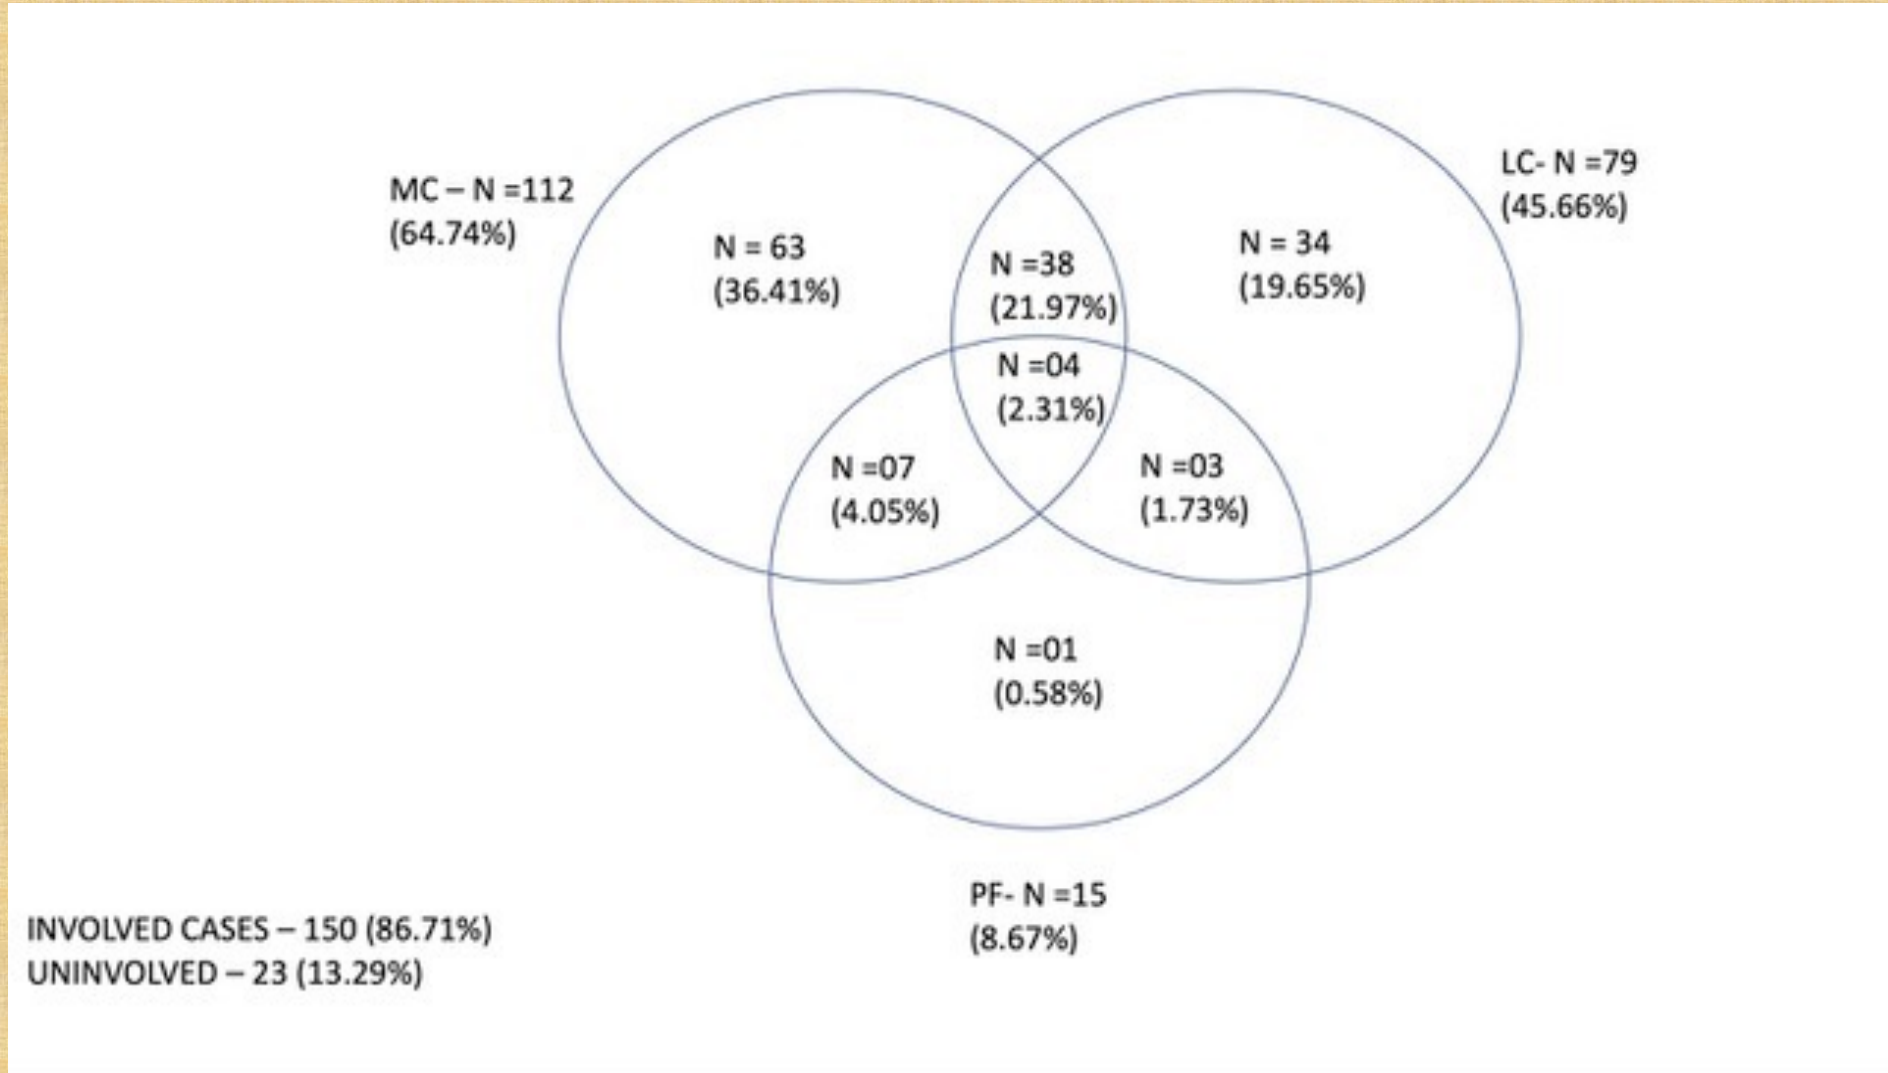 MC – N =112
(64.74%)
LC- N =79
(45.66%)
N = 63
(36.41%)
N =38
(21.97%)
N = 34
(19.65%)
N =04
(2.31%)
N =07
(4.05%)
N =03
(1.73%)
N =01
(0.58%)
PF- N =15
(8.67%)
INVOLVED CASES – 150 (86.71%)
UNINVOLVED – 23 (13.29%)